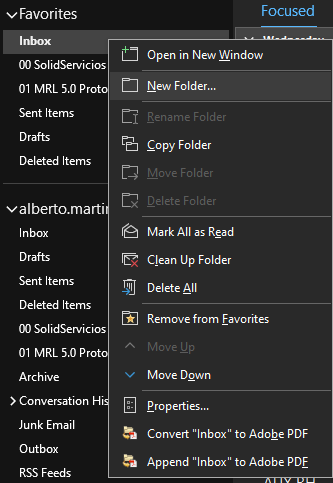 Favorites
Focused
Inbox
Wednesday
Open in New Window
00 SolidServicios
New Folder...
01 MRL 5.0 Proto
Rename Folder
Sent Items
Copy Folder
Drafts
Move Folder
Deleted Items
Delete Folder
alberto.marti
Mark All as Read
Inbox
Clean Up Folder
Drafts
Sent Items
Delete All
Deleted Items
Remove from Favorites
00 SolidServicios
Move Up
01 MRL 5.0 Proto
Move Down
Archive
Conversation His
Properties...
Junk Email
Convert "Inbox" to Adobe PDF
Outbox
Append "Inbox" to Adobe PDF
RSS Feeds